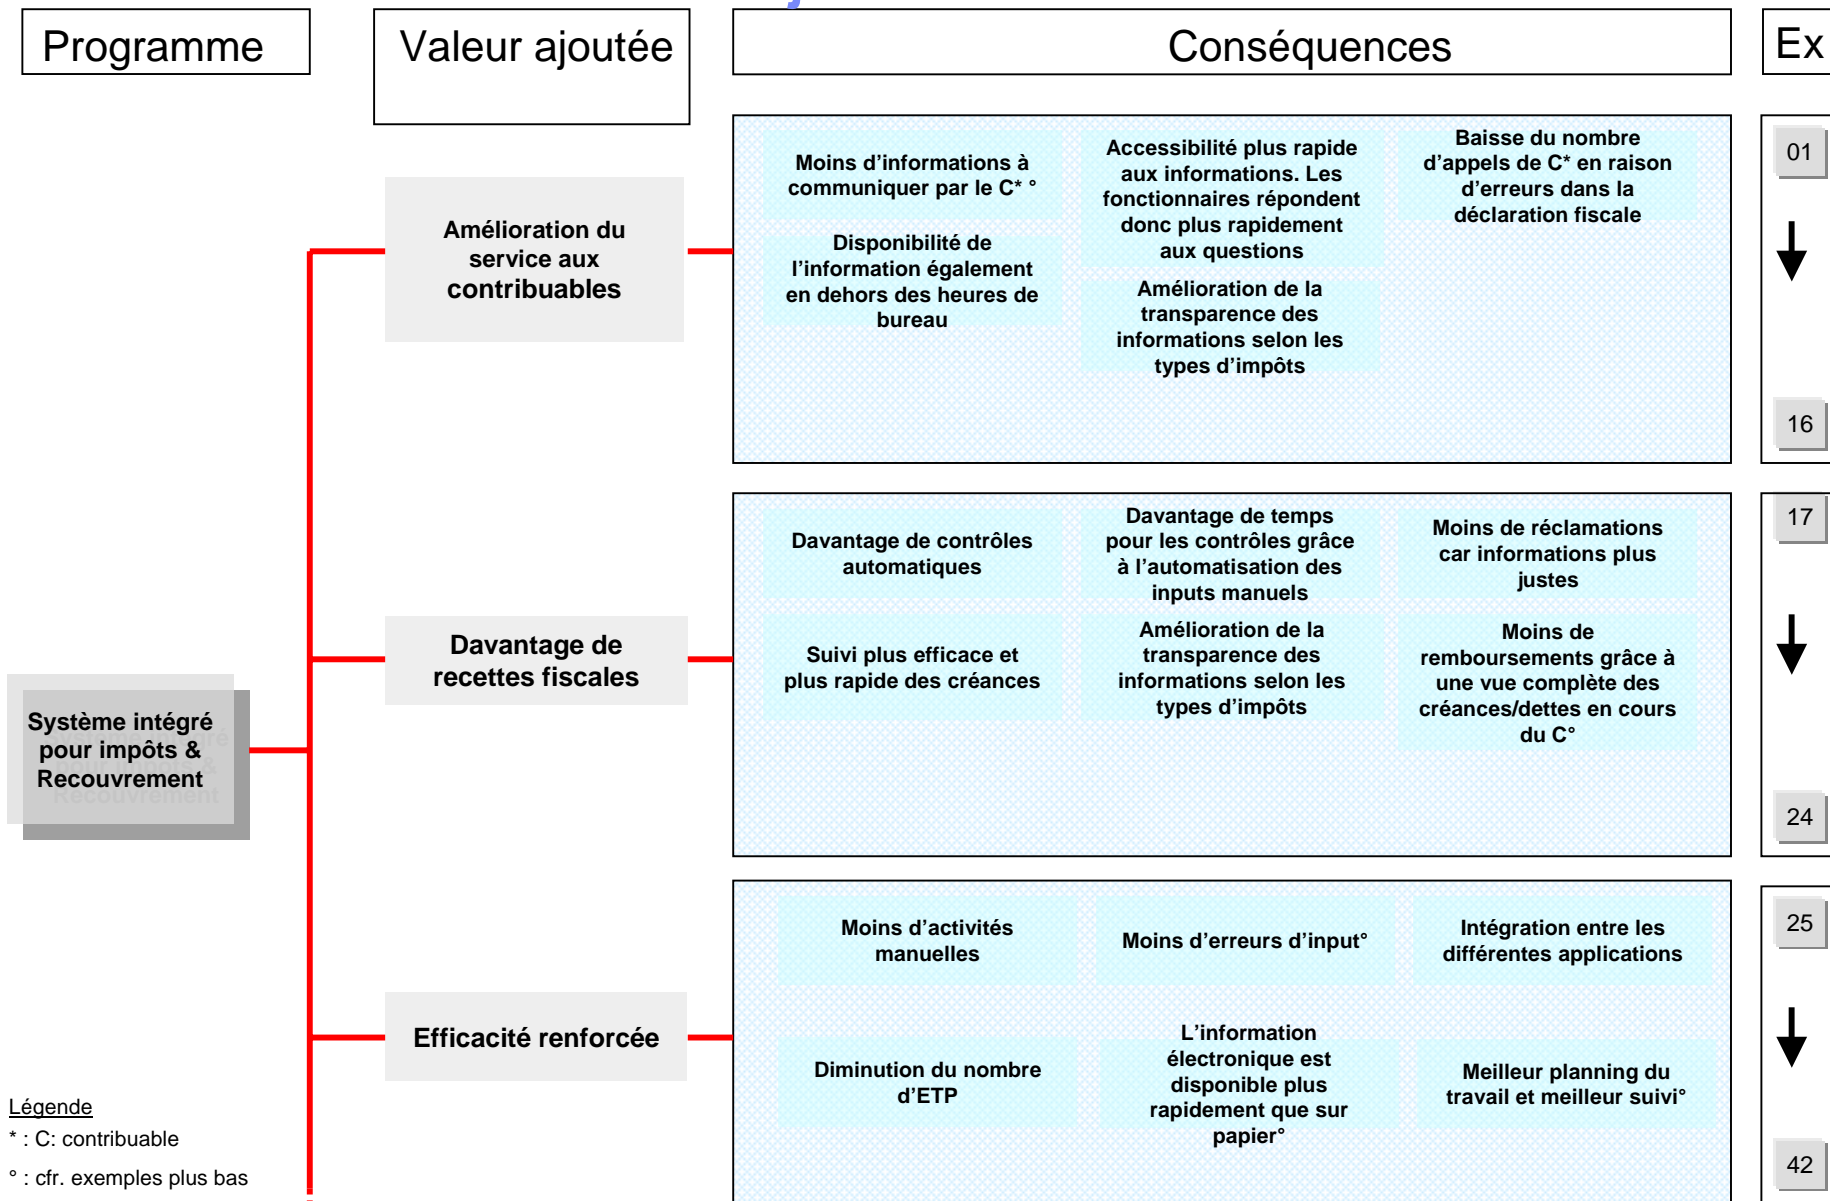 Programme
Valeur ajoutée
Conséquences
Ex
Amélioration du
service aux
contribuables
Moins d’informations à
communiquer par le C* °
Disponibilité de
l’information également
en dehors des heures de
bureau
Accessibilité plus rapide
aux informations. Les
fonctionnaires répondent
donc plus rapidement
aux questions
Amélioration de la
transparence des
informations selon les
types d’impôts
Baisse du nombre
d’appels de C* en raison
d’erreurs dans la
déclaration fiscale
01
16
Davantage de
recettes fiscales
Davantage de contrôles
automatiques
Suivi plus efficace et
plus rapide des créances
Davantage de temps
pour les contrôles grâce
à l’automatisation des
inputs manuels
Amélioration de la
transparence des
informations selon les
types d’impôts
Moins de réclamations
car informations plus
justes
Moins de
remboursements grâce à
une vue complète des
créances/dettes en cours
du C°
17
24
Système intégré
pour impôts &
Recouvrement
Efficacité renforcée
Moins d’activités
manuelles
Moins d’erreurs d’input°
Intégration entre les
différentes applications
Diminution du nombre
d’ETP
L’information
électronique est
disponible plus
rapidement que sur
papier°
Meilleur planning du
travail et meilleur suivi°
25
42
Légende
* : C: contribuable
° : cfr. exemples plus bas